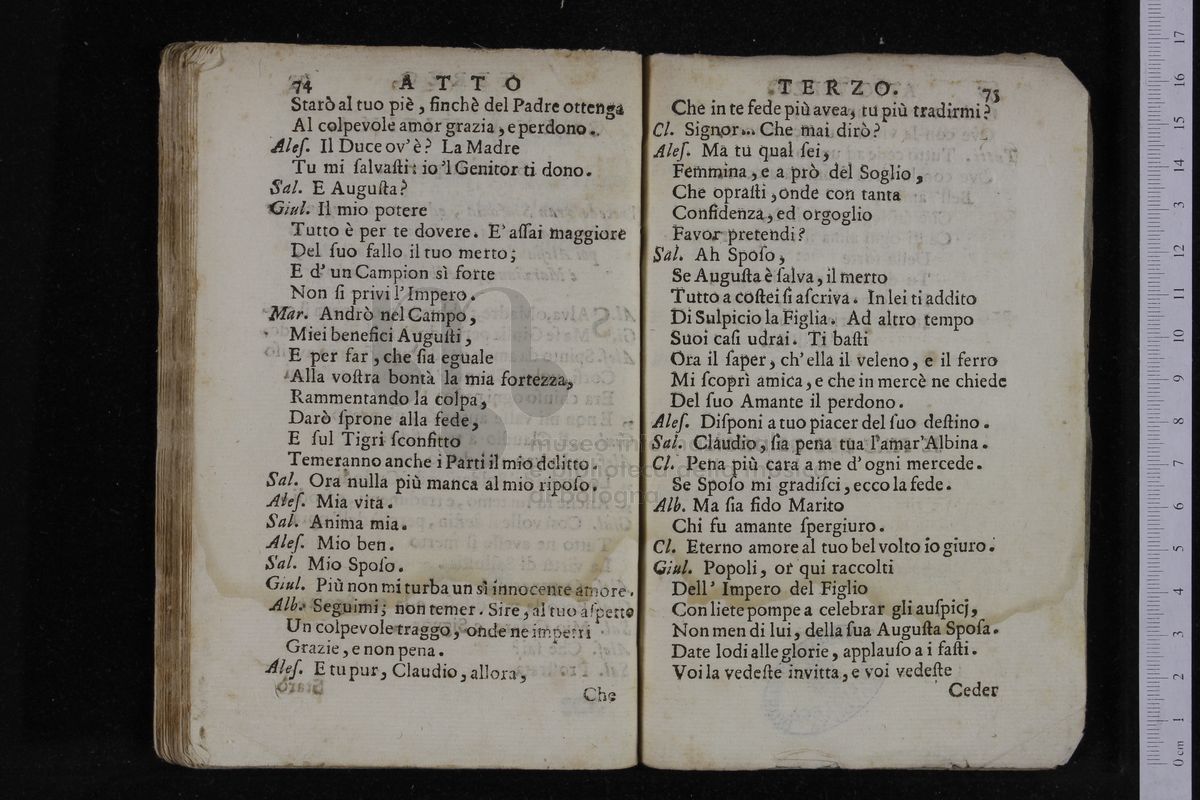 74 ATTO
Starò al tuo piè, finchè del Padre ottenga
Al colpevole amor grazia, e perdono.
Aleſ. Il Duce ov'è? La Madre
Tu mi ſalvaſti: io 'l Genitor ti dono.
Sal. E Auguſta?
Giul. Il mio potere
Tutto è per te dovere. E' aſſai maggiore
Del ſuo fallo il tuo merto;
E d' un Campion sì forte
Non ſi privi l' Impero.
Mar. Andrò nel Campo,
Miei benefici Auguſti,
E per far, che ſia eguale
Alla voſtra bontà la mia fortezza,
Rammentando la colpa,
Darò ſprone alla fede,
E ſul Tigri ſconfitto
Temeranno anche i Parti il mio delitto.
Sal. Ora nulla più manca al mio ripoſo.
Aleſ. Mia vita.
Sal. Anima mia.
Aleſ. Mio ben.
Sal. Mio Spoſo.
Giul. Più non mi turba un sì innocente amore.
Alb. Seguimi; non temer. Sire, al tuo aſpetto
Un colpevole traggo, onde ne impetri
Grazie, e non pena.
Aleſ. E tu pur, Claudio, allora,
Che
TERZO. 75
Che in te fede più avea, tu più tradirmi?
Cl. Signor... Che mai dirò?
Aleſ. Ma tu qual ſei,
Femmina, e a prò del Soglio,
Che opraſti, onde con tanta
Confidenza, ed orgoglio
Favor pretendi?
Sal. Ah Spoſo,
Se Auguſta è ſalva, il merto
Tutto a coſtei ſi aſcriva. In lei ti addito
Di Sulpicio la Figlia. Ad altro tempo
Suoi caſi udrai. Ti baſti
Ora il ſaper, ch' ella il veleno, e il ferro
Mi ſcoprì amica, e che in mercè ne chiede
Del ſuo Amante il perdono.
Aleſ. Diſponi a tuo piacer del ſuo deſtino.
Sal. Claudio, ſia pena tua l'amar' Albina.
Cl. Pena più cara a me d' ogni mercede.
Se Spoſo mi gradiſci, ecco la fede.
Alb. Ma ſia fido Marito
Chi fu amante ſpergiuro.
Cl. Eterno amore al tuo bel volto io giuro.
Giul. Popoli, or qui raccolti
Dell' Impero del Figlio
Con liete pompe a celebrar gli auſpicj,
Non men di lui, della ſua Auguſta Spoſa.
Date lodi alle glorie, applauſo a i faſti.
Voi la vedeſte invitta, e voi vedeſte
Ceder